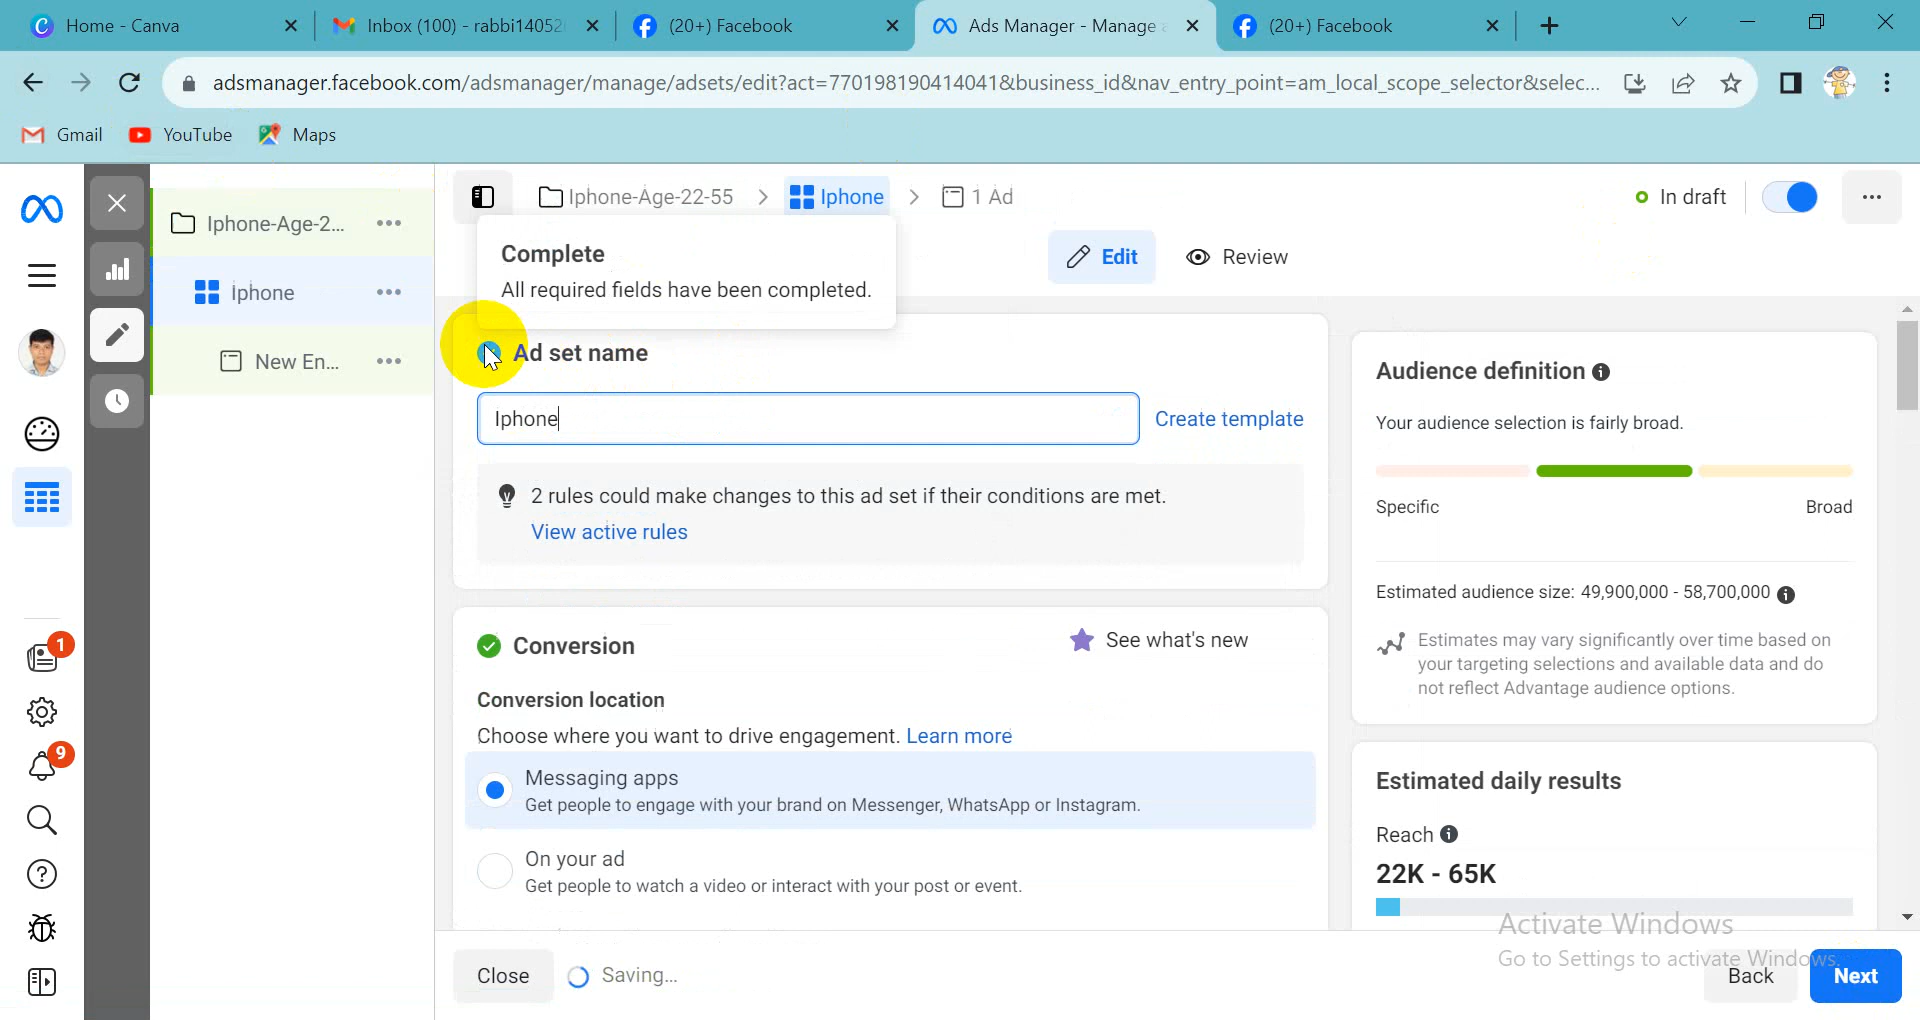 Home - Canva
Inbox (100) - rabbi14052
(20+) Facebook
Ads Manager - Manage a
(20+) Facebook
adsmanager.facebook.com/adsmanager/manage/adsets/edit?act=770198190414041&business_id&nav_entry_point=am_local_scope_selector&selec...
Gmail
YouTube
Maps
Iphone-Age-2...
Iphone
New En...
Iphone-Age-22-55
Iphone
1 Ad
In draft
Edit
Review
Complete
All required fields have been completed.
Ad set name
Iphone
Create template
2 rules could make changes to this ad set if their conditions are met.
View active rules
Conversion
See what's new
Conversion location
Choose where you want to drive engagement. Learn more
Messaging apps
Get people to engage with your brand on Messenger, WhatsApp or Instagram.
On your ad
Get people to watch a video or interact with your post or event.
Audience definition
Your audience selection is fairly broad.
Specific
Broad
Estimated audience size: 49,900,000 - 58,700,000
Estimates may vary significantly over time based on
your targeting selections and available data and do
not reflect Advantage audience options.
Estimated daily results
Reach
22K - 65K
Activate Windows
Go to Settings to activate Windows.
1
9
Close
Saving...
Back
Next